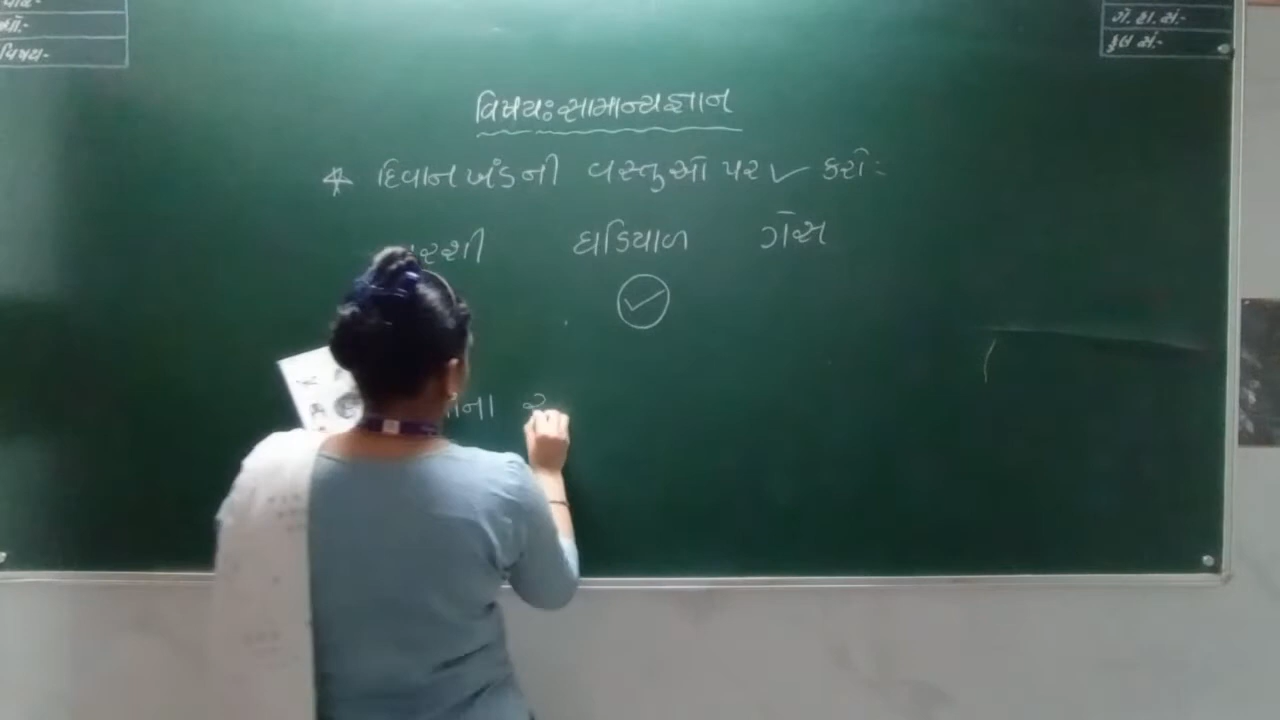 વિષય-
ગે. હા. સં.-
કુલ સં.-
વિષયઃ સામાન્યજ્ઞાન
* દિવાનખંડની વસ્તુઓ પર ✓ કરો:
ઘડિયાળ ગૅસ
✓